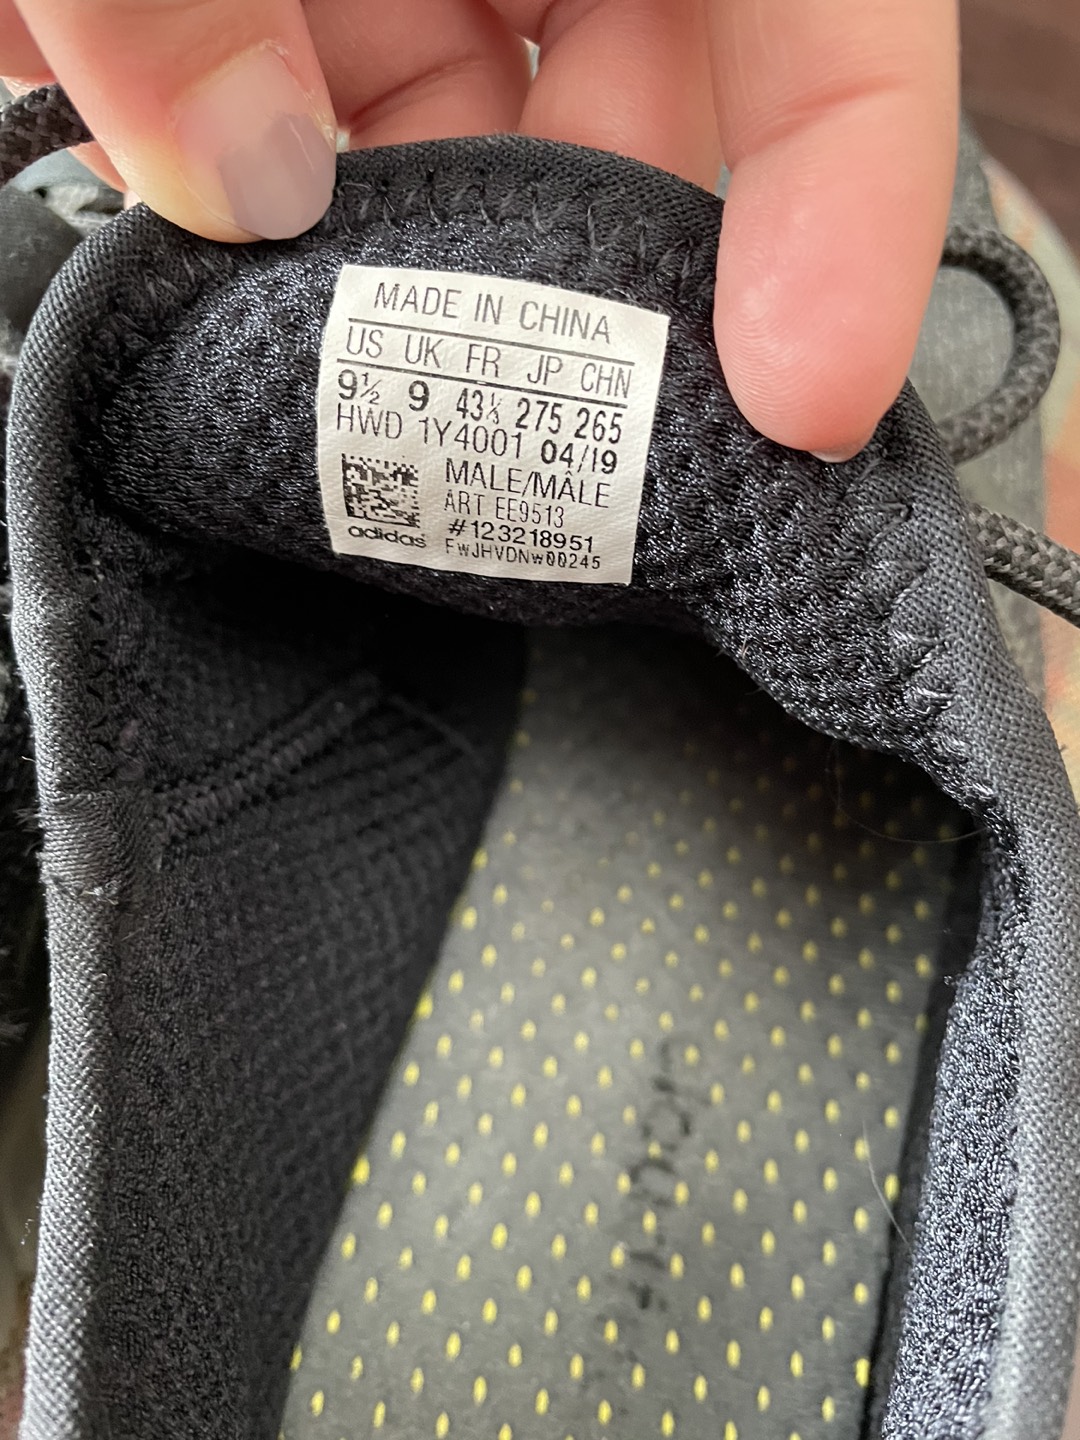 MADE IN CHINA
US UK FR JP CHN
9½ 9 43⅓ 275 265
HWD 1Y4001 04/19
MALE/MÂLE
ART EE9513
#123218951
adidas FwJHVDNw00245